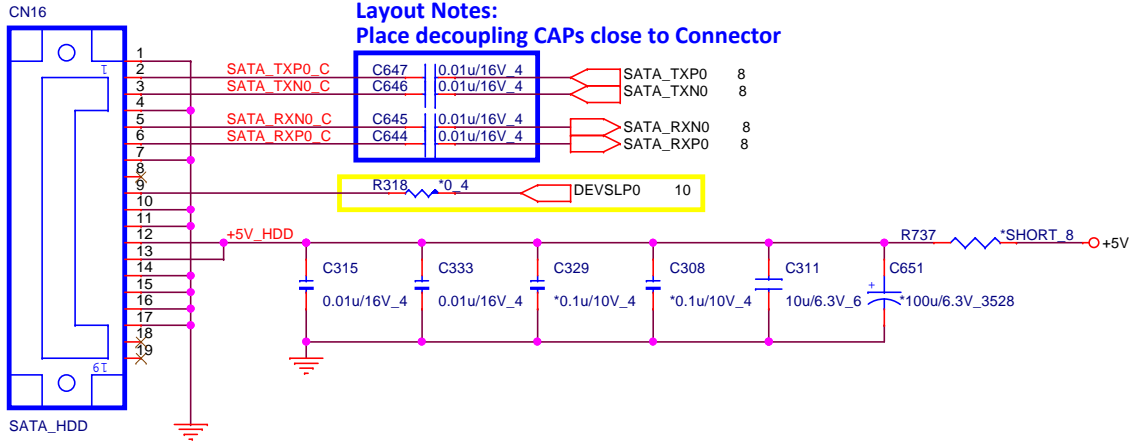 CN16
Layout Notes:
Place decoupling CAPs close to Connector
1
1
2 SATA_TXP0_C C647 0.01u/16V_4 SATA_TXP0 8
3 SATA_TXN0_C C646 0.01u/16V_4 SATA_TXN0 8
4
5 SATA_RXN0_C C645 0.01u/16V_4 SATA_RXN0 8
6 SATA_RXP0_C C644 0.01u/16V_4 SATA_RXP0 8
7
8
9 R318 *0_4 DEVSLP0 10
10
11
12 +5V_HDD R737 *SHORT_8 +5V
13
14 C315 C333 C329 C308 C311 C651
15
16 0.01u/16V_4 0.01u/16V_4 *0.1u/10V_4 *0.1u/10V_4 10u/6.3V_6 + *100u/6.3V_3528
17
18
19
19
SATA_HDD